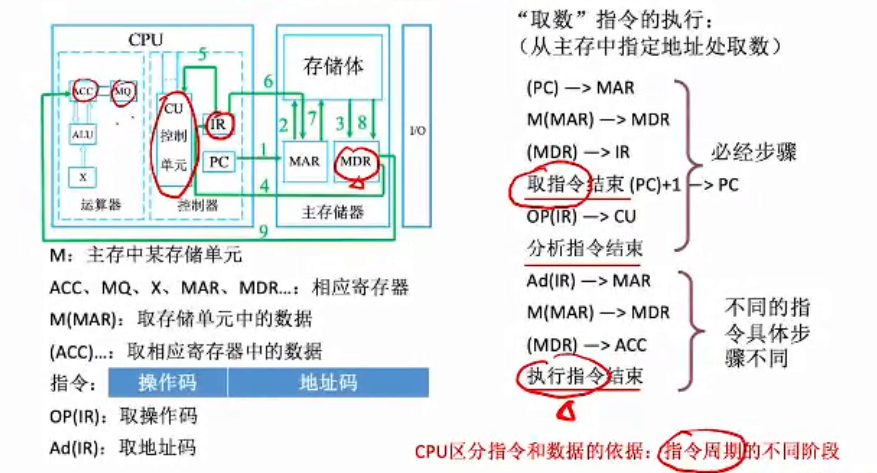 CPU
ACC
MQ
ALU
X
运算器
CU
控制
单元
IR
PC
控制器
5
6
1
4
9
存储体
2
7
3
8
MAR
MDR
主存储器
I/O
M：主存中某存储单元
ACC、MQ、X、MAR、MDR...：相应寄存器
M(MAR)：取存储单元中的数据
(ACC)...：取相应寄存器中的数据
指令： 操作码 地址码
OP(IR)：取操作码
Ad(IR)：取地址码
“取数”指令的执行：
（从主存中指定地址处取数）
(PC) —> MAR
M(MAR) —> MDR
(MDR) —> IR
取指令结束 (PC)+1 —> PC
OP(IR) —> CU
分析指令结束
必经步骤
Ad(IR) —> MAR
M(MAR) —> MDR
(MDR) —> ACC
执行指令结束
不同的指
令具体步
骤不同
CPU区分指令和数据的依据：指令周期的不同阶段